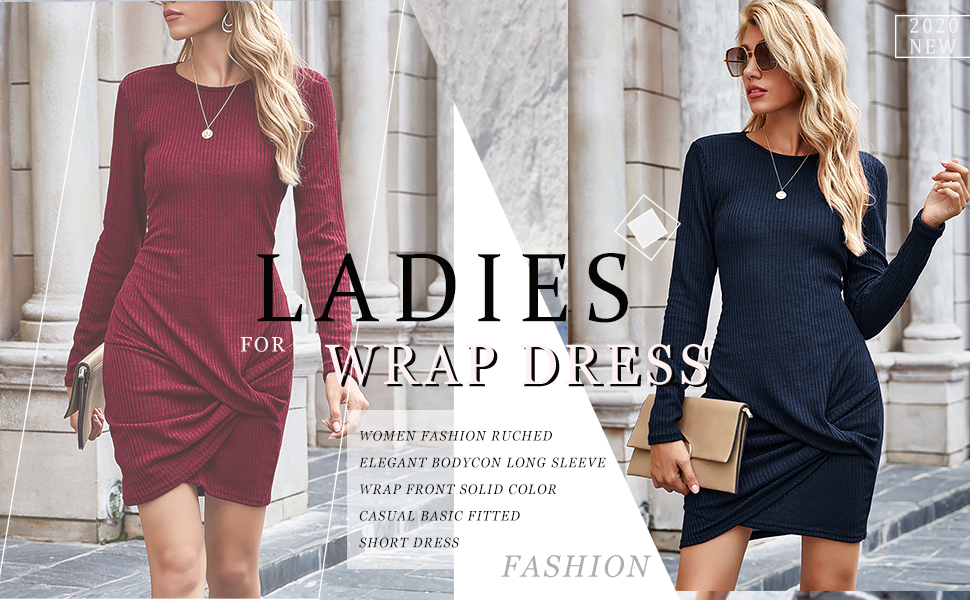 2020
NEW
LADIES
FOR
WRAP DRESS
WOMEN FASHION RUCHED
ELEGANT BODYCON LONG SLEEVE
WRAP FRONT SOLID COLOR
CASUAL BASIC FITTED
SHORT DRESS
FASHION